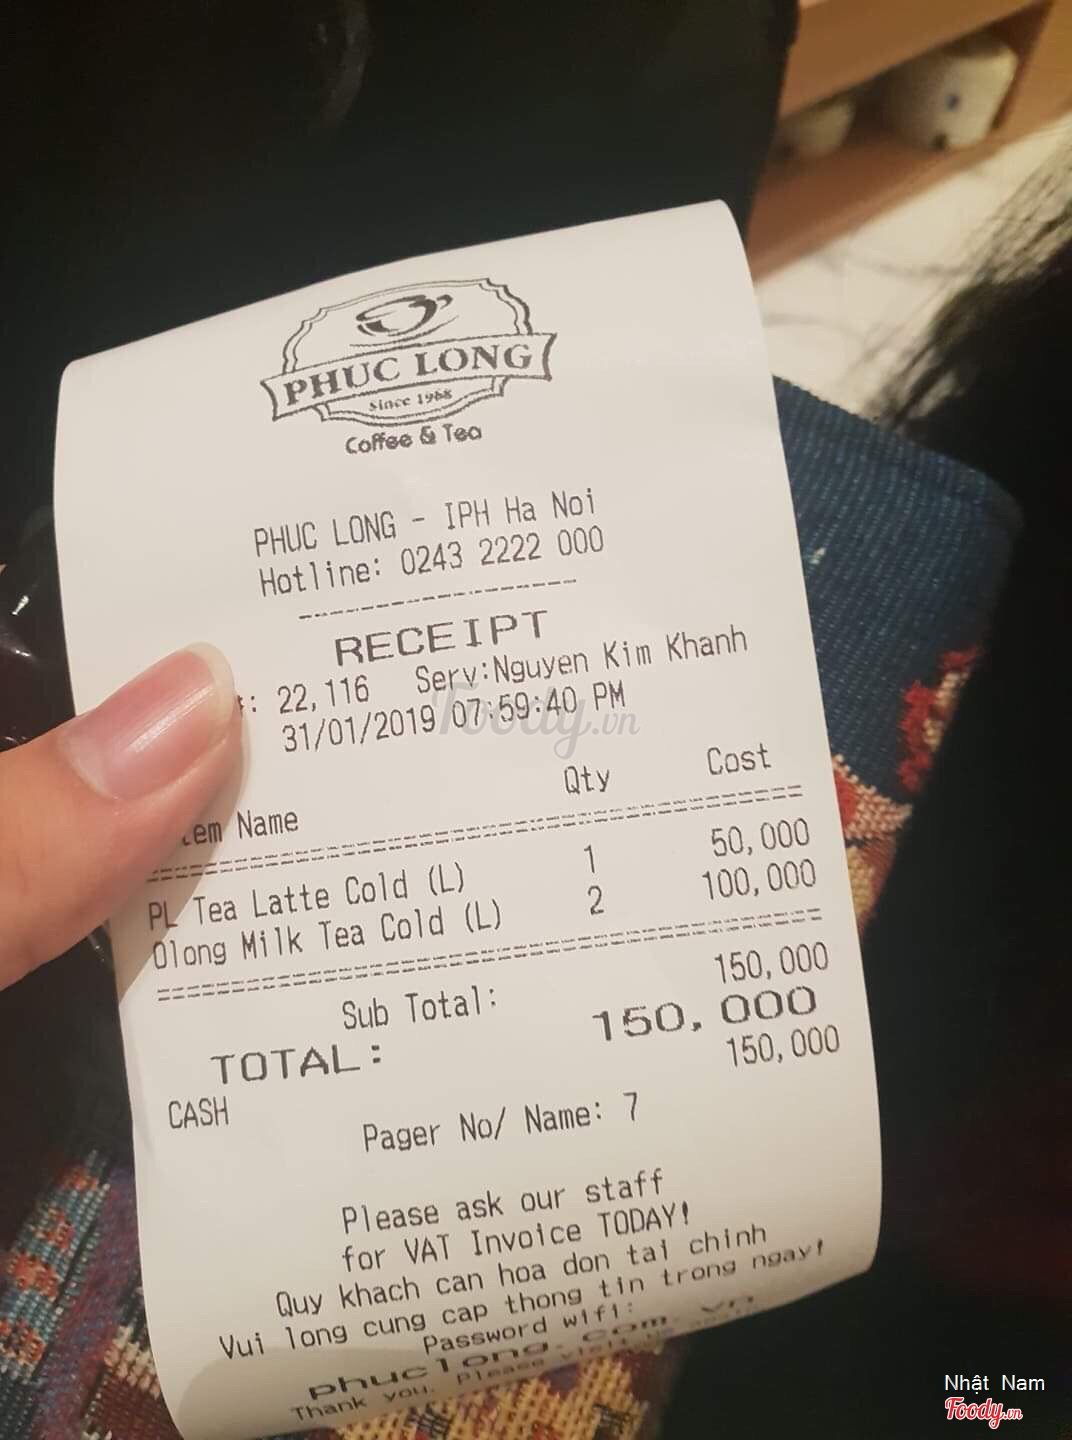 PHUC LONG
since 1968
Coffee & Tea
PHUC LONG - IPH Ha Noi
Hotline: 0243 2222 000
RECEIPT
: 22,116 Serv:Nguyen Kim Khanh
31/01/2019 07:59:40 PM
Foody.vn
tem Name Qty Cost
PL Tea Latte Cold (L) 1 50,000
Olong Milk Tea Cold (L) 2 100,000
Sub Total: 150,000
TOTAL: 150,000
CASH 150,000
Pager No/ Name: 7
Please ask our staff
for VAT Invoice TODAY!
Quy khach can hoa don tai chinh
Vui long cung cap thong tin trong ngay!
Password wifi:
phuclong.com.vn
Thank you. Please visit us
Nhật Nam
Foody.vn